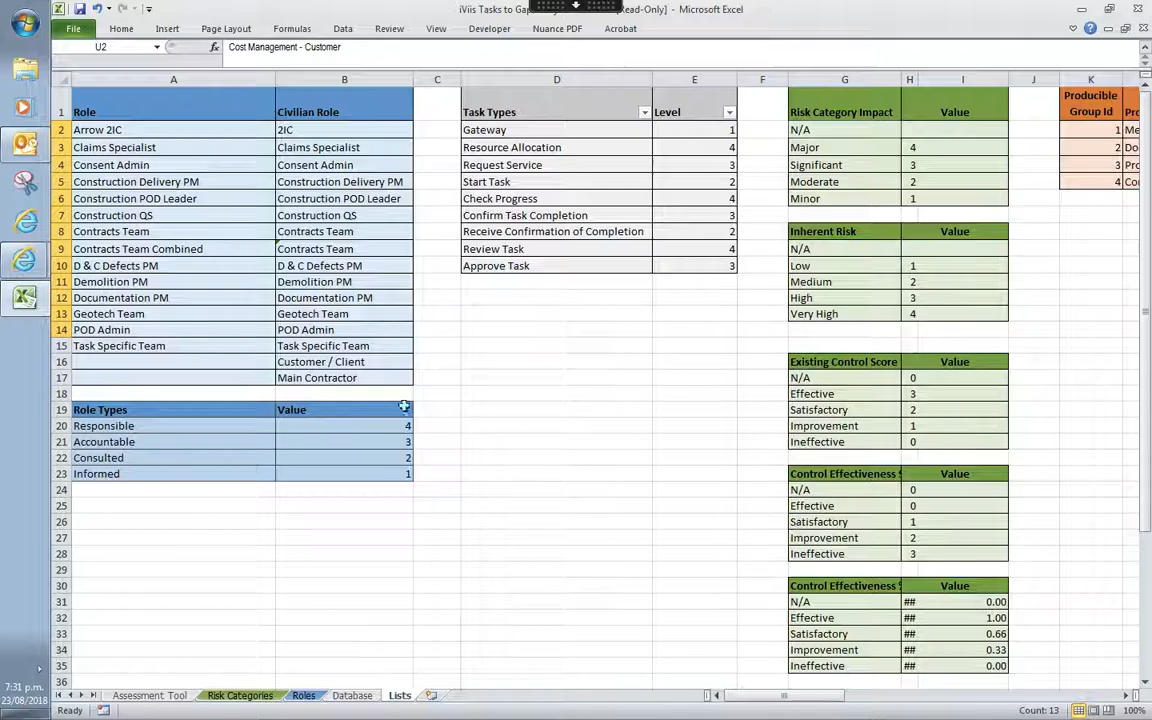 iViis Tasks to Gap
Read-Only] - Microsoft Excel
File Home Insert Page Layout Formulas Data Review View Developer Nuance PDF Acrobat
U2 fx Cost Management - Customer
A B C D E F G H I J K
1 Role Civilian Role Task Types Level Risk Category Impact Value Producible Group Id
2 Arrow 2IC 2IC Gateway 1 N/A 1 Me
3 Claims Specialist Claims Specialist Resource Allocation 4 Major 4 2 Do
4 Consent Admin Consent Admin Request Service 3 Significant 3 3 Pro
5 Construction Delivery PM Construction Delivery PM Start Task 2 Moderate 2 4 Co
6 Construction POD Leader Construction POD Leader Check Progress 4 Minor 1
7 Construction QS Construction QS Confirm Task Completion 3
8 Contracts Team Contracts Team Receive Confirmation of Completion 2 Inherent Risk Value
9 Contracts Team Combined Contracts Team Review Task 4 N/A
10 D & C Defects PM D & C Defects PM Approve Task 3 Low 1
11 Demolition PM Demolition PM Medium 2
12 Documentation PM Documentation PM High 3
13 Geotech Team Geotech Team Very High 4
14 POD Admin POD Admin
15 Task Specific Team Task Specific Team
16 Customer / Client Existing Control Score Value
17 Main Contractor N/A 0
18 Effective 3
19 Role Types Value Satisfactory 2
20 Responsible 4 Improvement 1
21 Accountable 3 Ineffective 0
22 Consulted 2
23 Informed 1 Control Effectiveness Value
24 N/A 0
25 Effective 0
26 Satisfactory 1
27 Improvement 2
28 Ineffective 3
29
30 Control Effectiveness Value
31 N/A ## 0.00
32 Effective ## 1.00
33 Satisfactory ## 0.66
34 Improvement ## 0.33
35 Ineffective ## 0.00
36
7:31 p.m.
23/08/2018
Assessment Tool Risk Categories Roles Database Lists
Ready Count: 13 100%